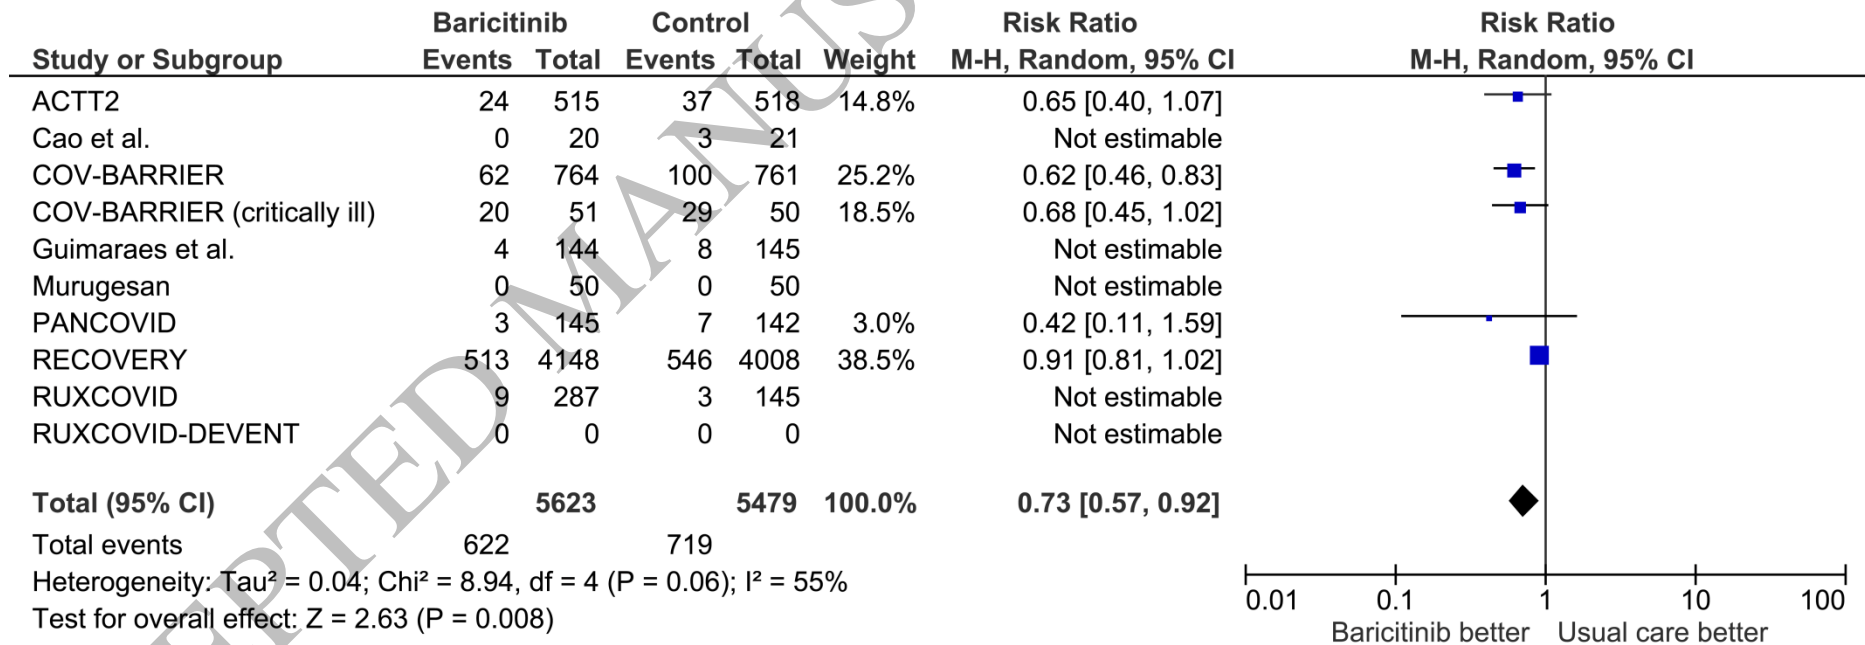 Baricitinib Control Risk Ratio Risk Ratio
Study or Subgroup Events Total Events Total Weight M-H, Random, 95% CI M-H, Random, 95% CI
ACTT2 24 515 37 518 14.8% 0.65 [0.40, 1.07]
Cao et al. 0 20 3 21 Not estimable
COV-BARRIER 62 764 100 761 25.2% 0.62 [0.46, 0.83]
COV-BARRIER (critically ill) 20 51 29 50 18.5% 0.68 [0.45, 1.02]
Guimaraes et al. 4 144 8 145 Not estimable
Murugesan 0 50 0 50 Not estimable
PANCOVID 3 145 7 142 3.0% 0.42 [0.11, 1.59]
RECOVERY 513 4148 546 4008 38.5% 0.91 [0.81, 1.02]
RUXCOVID 9 287 3 145 Not estimable
RUXCOVID-DEVENT 0 0 0 0 Not estimable
Total (95% CI) 5623 5479 100.0% 0.73 [0.57, 0.92]
Total events 622 719
Heterogeneity: Tau² = 0.04; Chi² = 8.94, df = 4 (P = 0.06); I² = 55%
Test for overall effect: Z = 2.63 (P = 0.008)
0.01 0.1 1 10 100
Baricitinib better Usual care better
EPTED MANUS